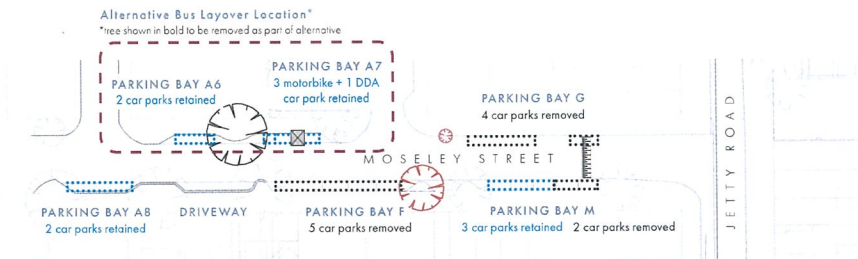 Alternative Bus Layover Location*
*tree shown in bold to be removed as part of alternative
PARKING BAY A6
2 car parks retained
PARKING BAY A7
3 motorbike + 1 DDA
car park retained
PARKING BAY G
4 car parks removed
MOSELEY STREET
JETTY ROAD
PARKING BAY A8
2 car parks retained
DRIVEWAY
PARKING BAY F
5 car parks removed
PARKING BAY M
3 car parks retained 2 car parks removed